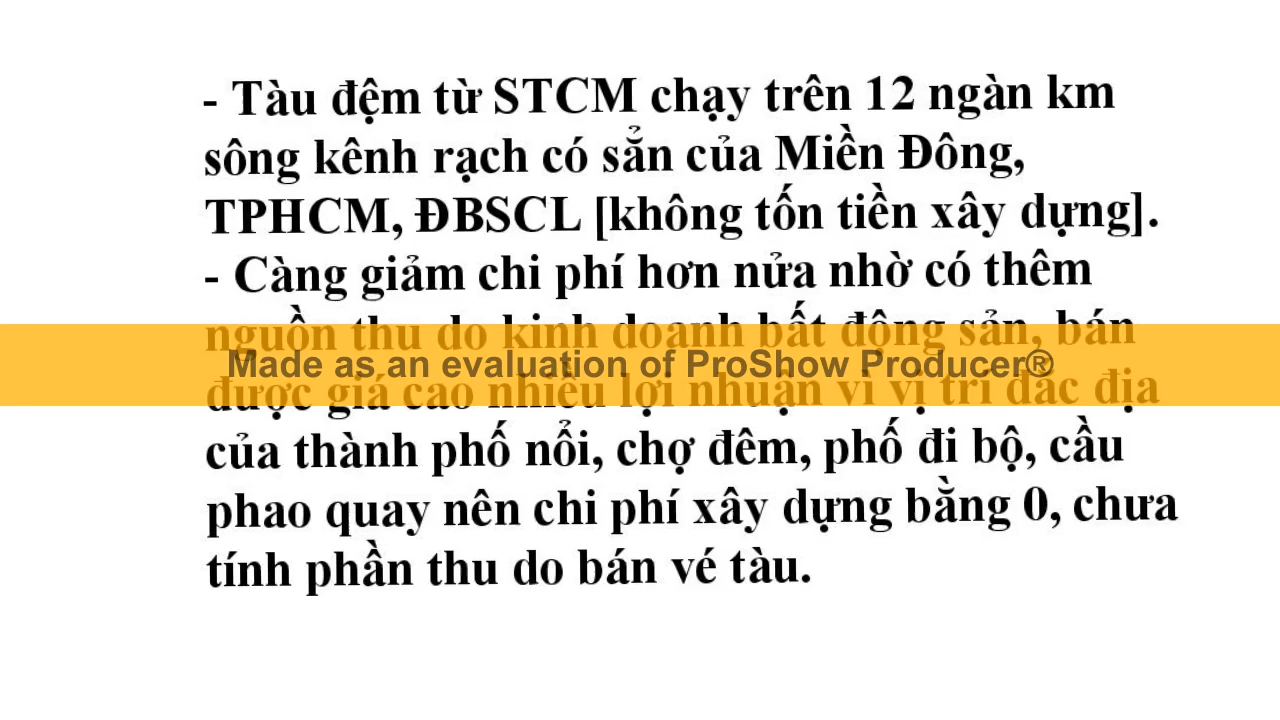 - Tàu đệm từ STCM chạy trên 12 ngàn km
sông kênh rạch có sẳn của Miền Đông,
TPHCM, ĐBSCL [không tốn tiền xây dựng].
- Càng giảm chi phí hơn nửa nhờ có thêm
nguồn thu do kinh doanh bất động sản, bán
Made as an evaluation of ProShow Producer®
được giá cao nhiều lợi nhuận vì vị trí đắc địa
của thành phố nổi, chợ đêm, phố đi bộ, cầu
phao quay nên chi phí xây dựng bằng 0, chưa
tính phần thu do bán vé tàu.